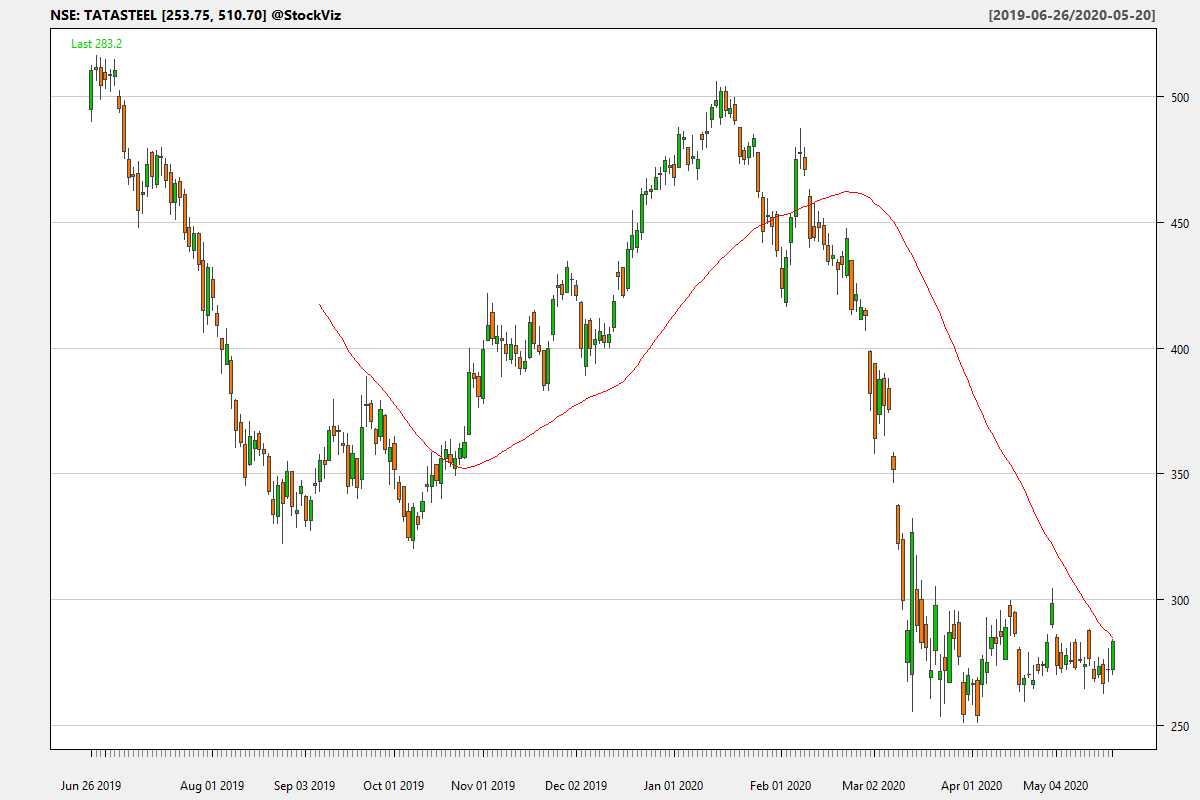 NSE: TATASTEEL [253.75, 510.70] @StockViz [2019-06-26/2020-05-20]
Last 283.2
500
450
400
350
300
250
Jun 26 2019 Aug 01 2019 Sep 03 2019 Oct 01 2019 Nov 01 2019 Dec 02 2019 Jan 01 2020 Feb 01 2020 Mar 02 2020 Apr 01 2020 May 04 2020